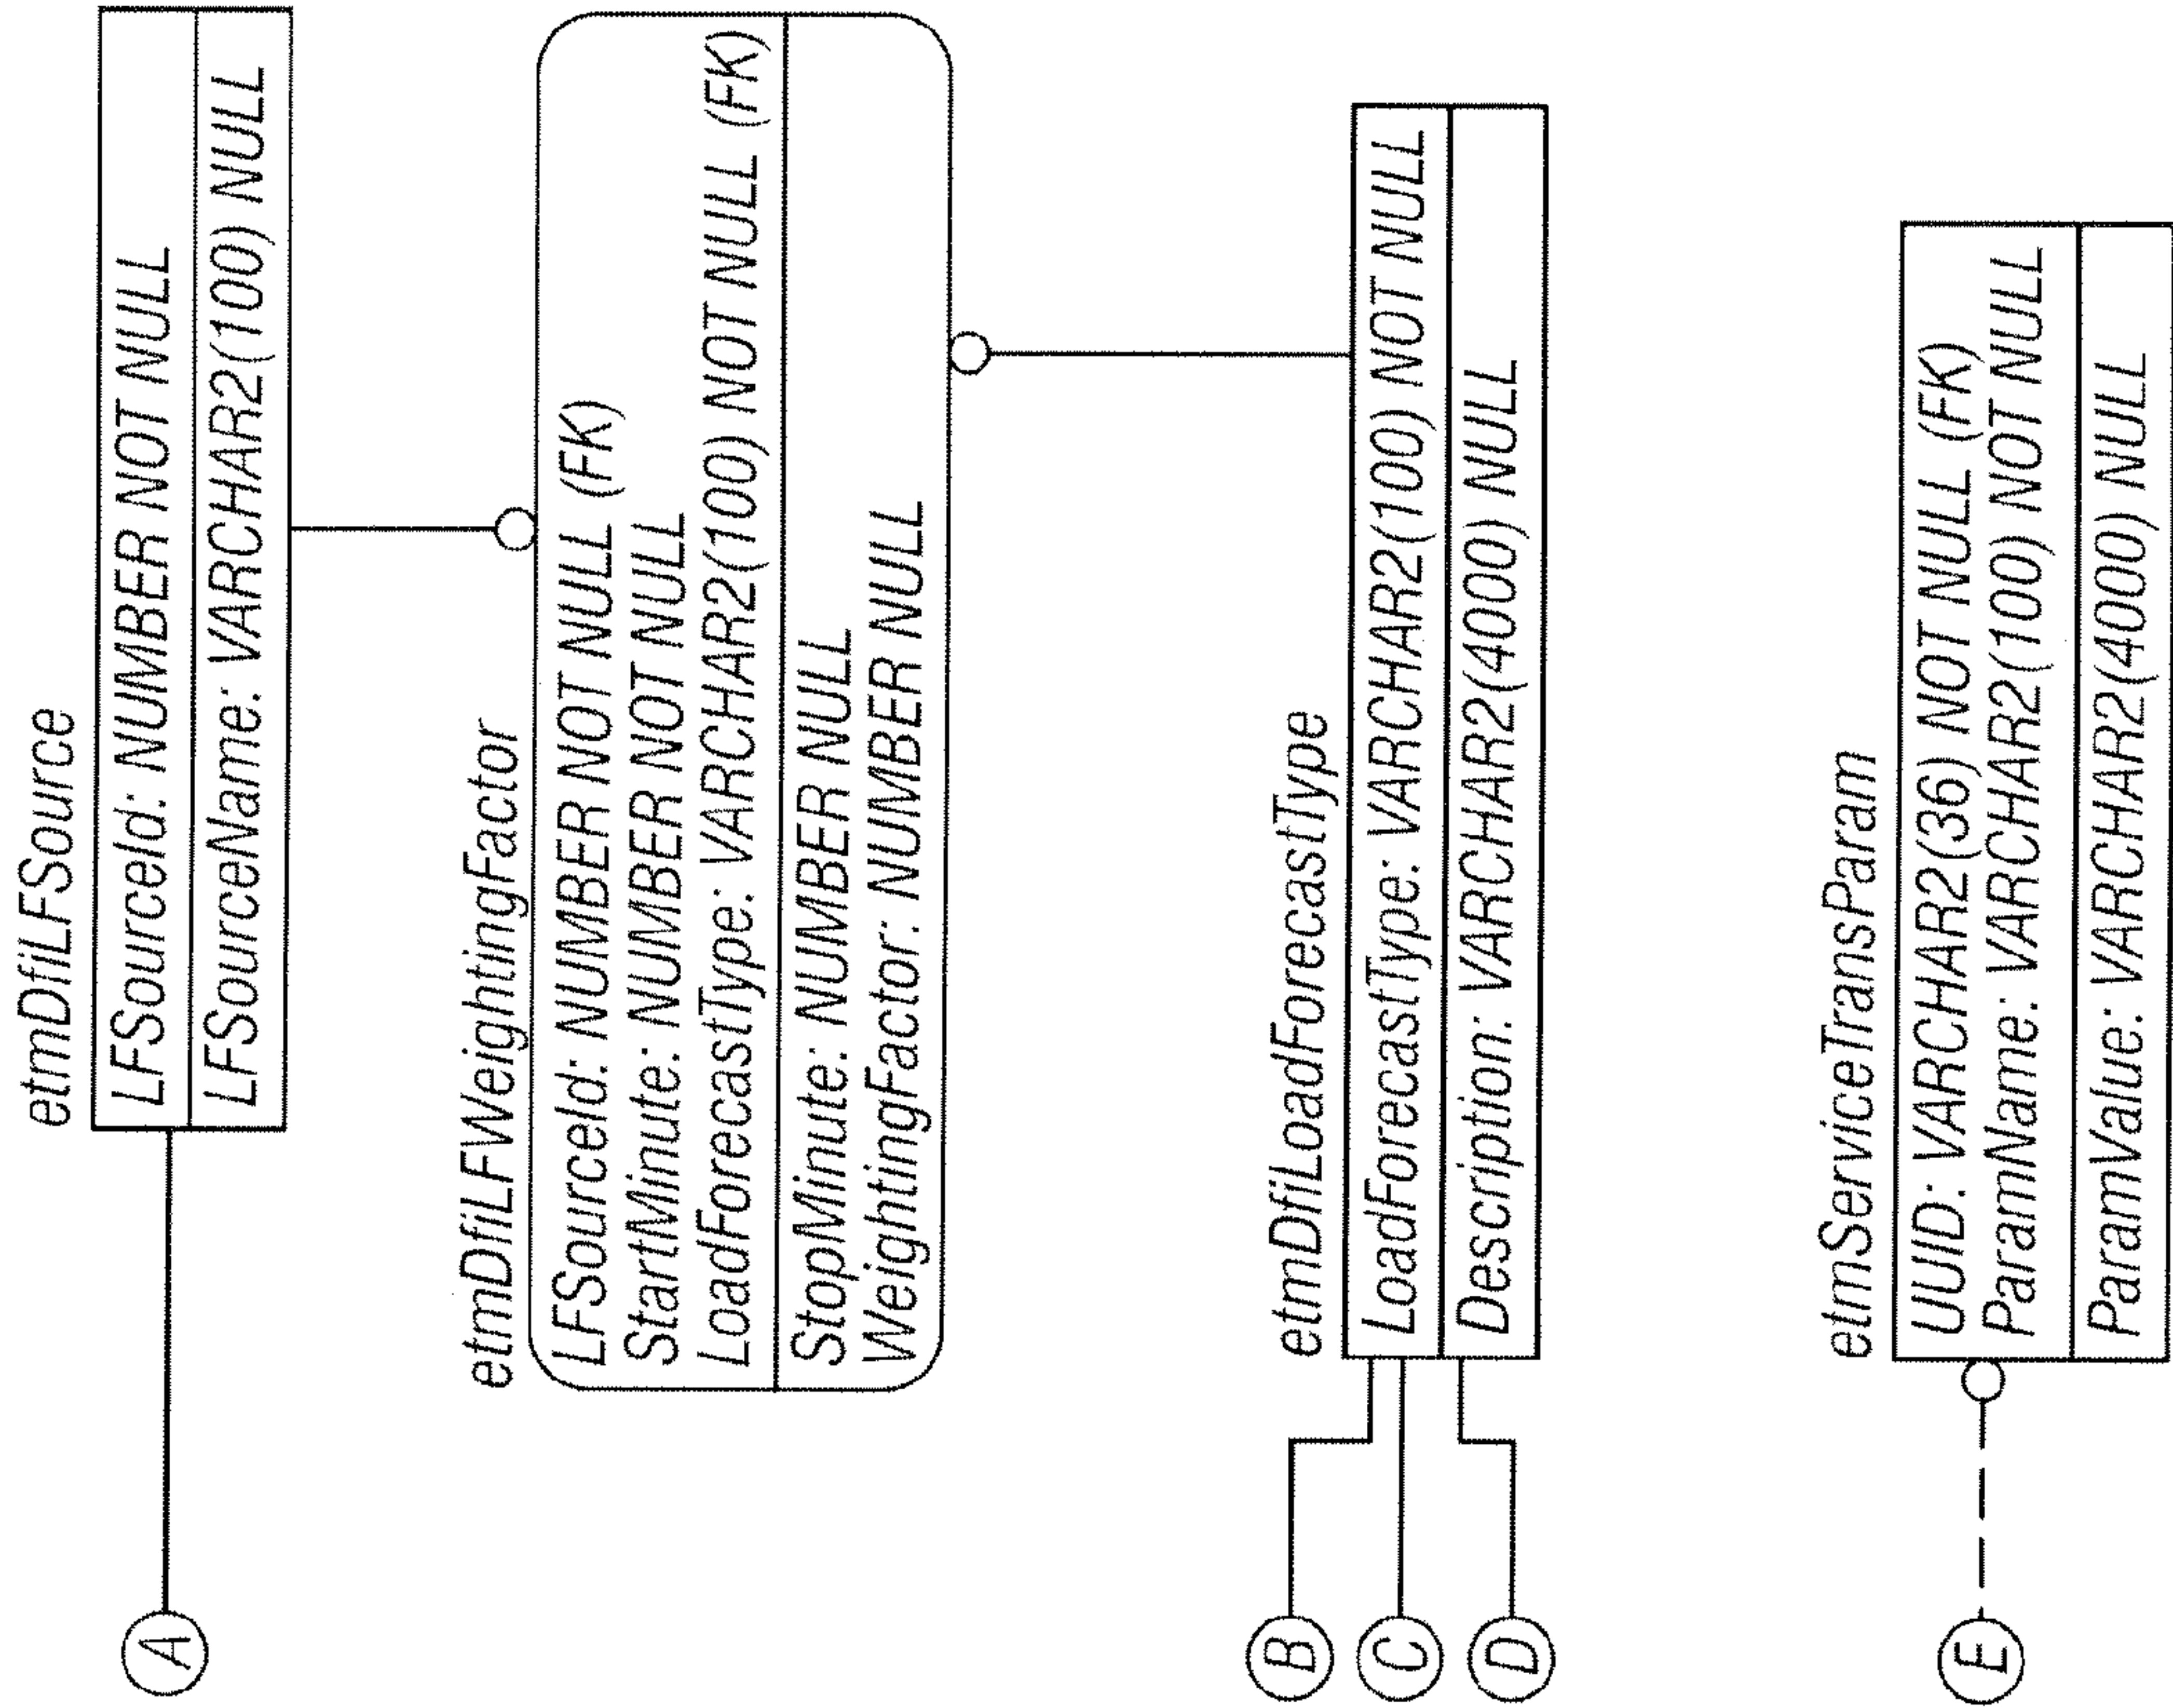 etmDfiLFSource
LFSourceId: NUMBER NOT NULL
LFSourceName: VARCHAR2(100) NULL
A
etmDfiLFWeightingFactor
LFSourceId: NUMBER NOT NULL (FK)
StartMinute: NUMBER NOT NULL
LoadForecastType: VARCHAR2(100) NOT NULL (FK)
StopMinute: NUMBER NULL
WeightingFactor: NUMBER NULL
etmDfiLoadForecastType
LoadForecastType: VARCHAR2(100) NOT NULL
Description: VARCHAR2(4000) NULL
B
C
D
etmServiceTransParam
UUID: VARCHAR2(36) NOT NULL (FK)
ParamName: VARCHAR2(100) NOT NULL
ParamValue: VARCHAR2(4000) NULL
E